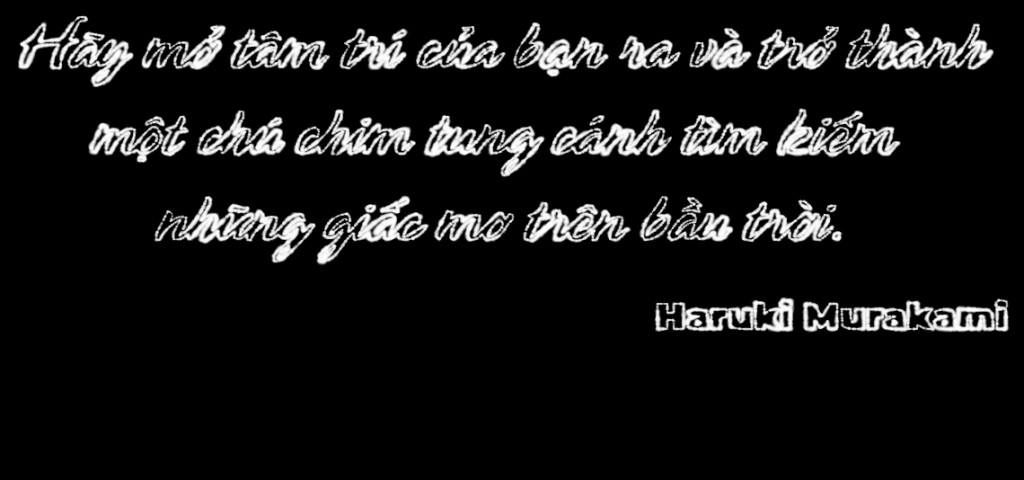 Hãy mở tâm trí của bạn ra và trở thành
một chú chim tung cánh tìm kiếm
những giấc mơ trên bầu trời.
Haruki Murakami